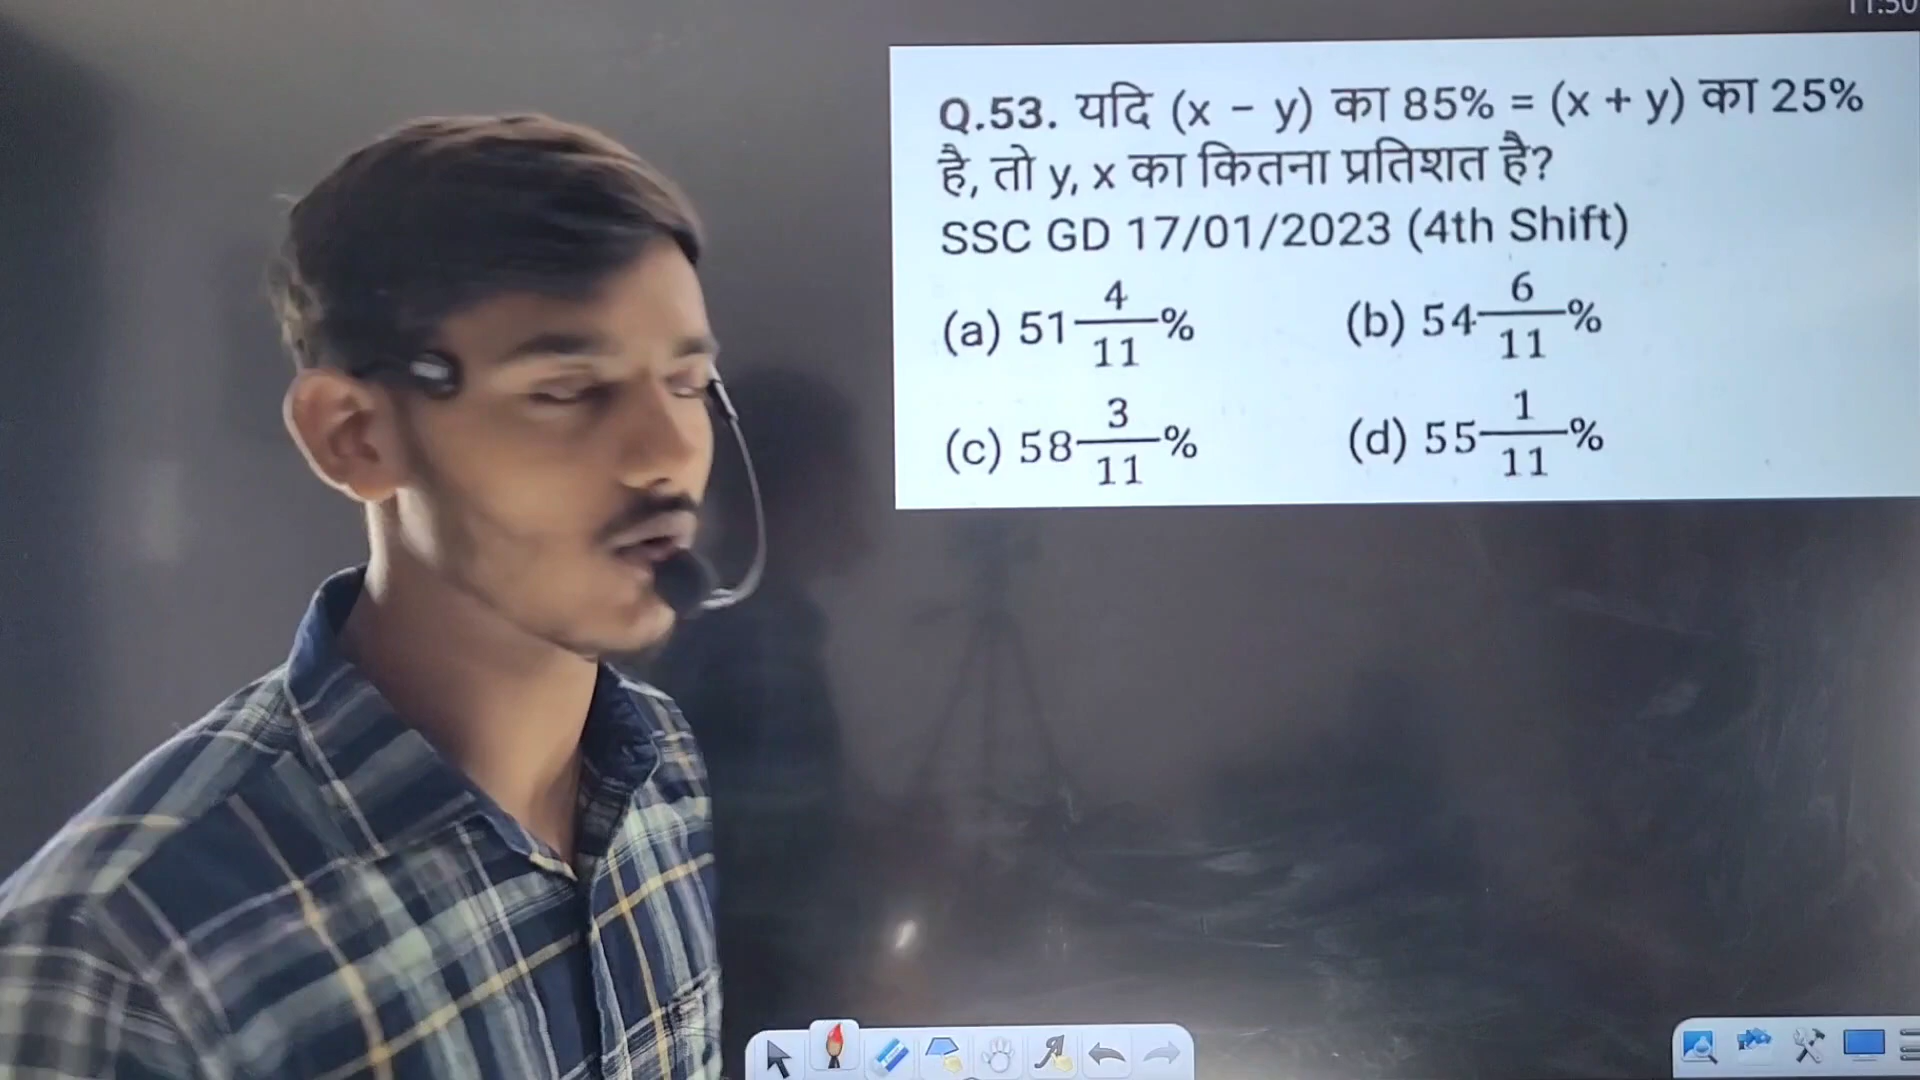 Q.53. यदि (x - y) का 85% = (x + y) का 25%
है, तो y, x का कितना प्रतिशत है?
SSC GD 17/01/2023 (4th Shift)
(a) 51 4/11 % (b) 54 6/11 %
(c) 58 3/11 % (d) 55 1/11 %